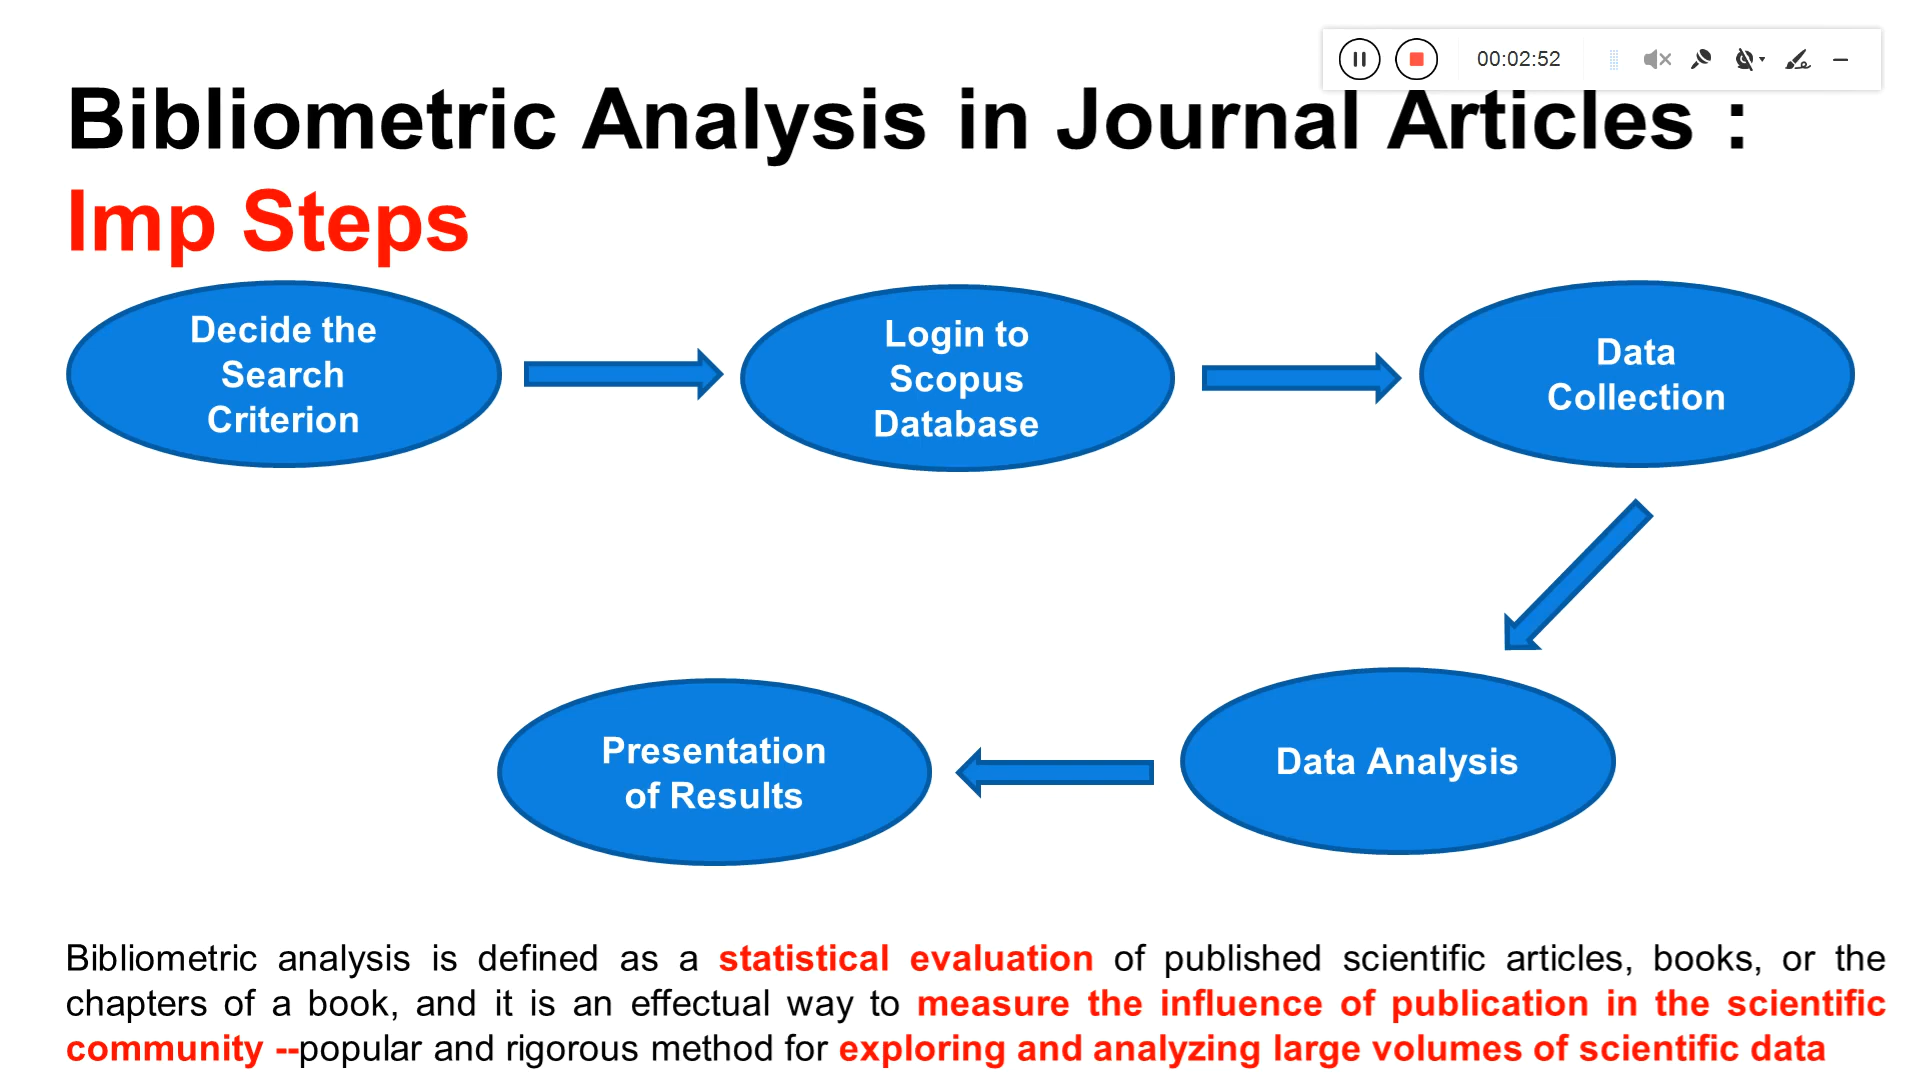 00:02:52
Bibliometric Analysis in Journal Articles :
Imp Steps
Decide the
Search
Criterion
Login to
Scopus
Database
Data
Collection
Data Analysis
Presentation
of Results
Bibliometric analysis is defined as a statistical evaluation of published scientific articles, books, or the
chapters of a book, and it is an effectual way to measure the influence of publication in the scientific
community --popular and rigorous method for exploring and analyzing large volumes of scientific data